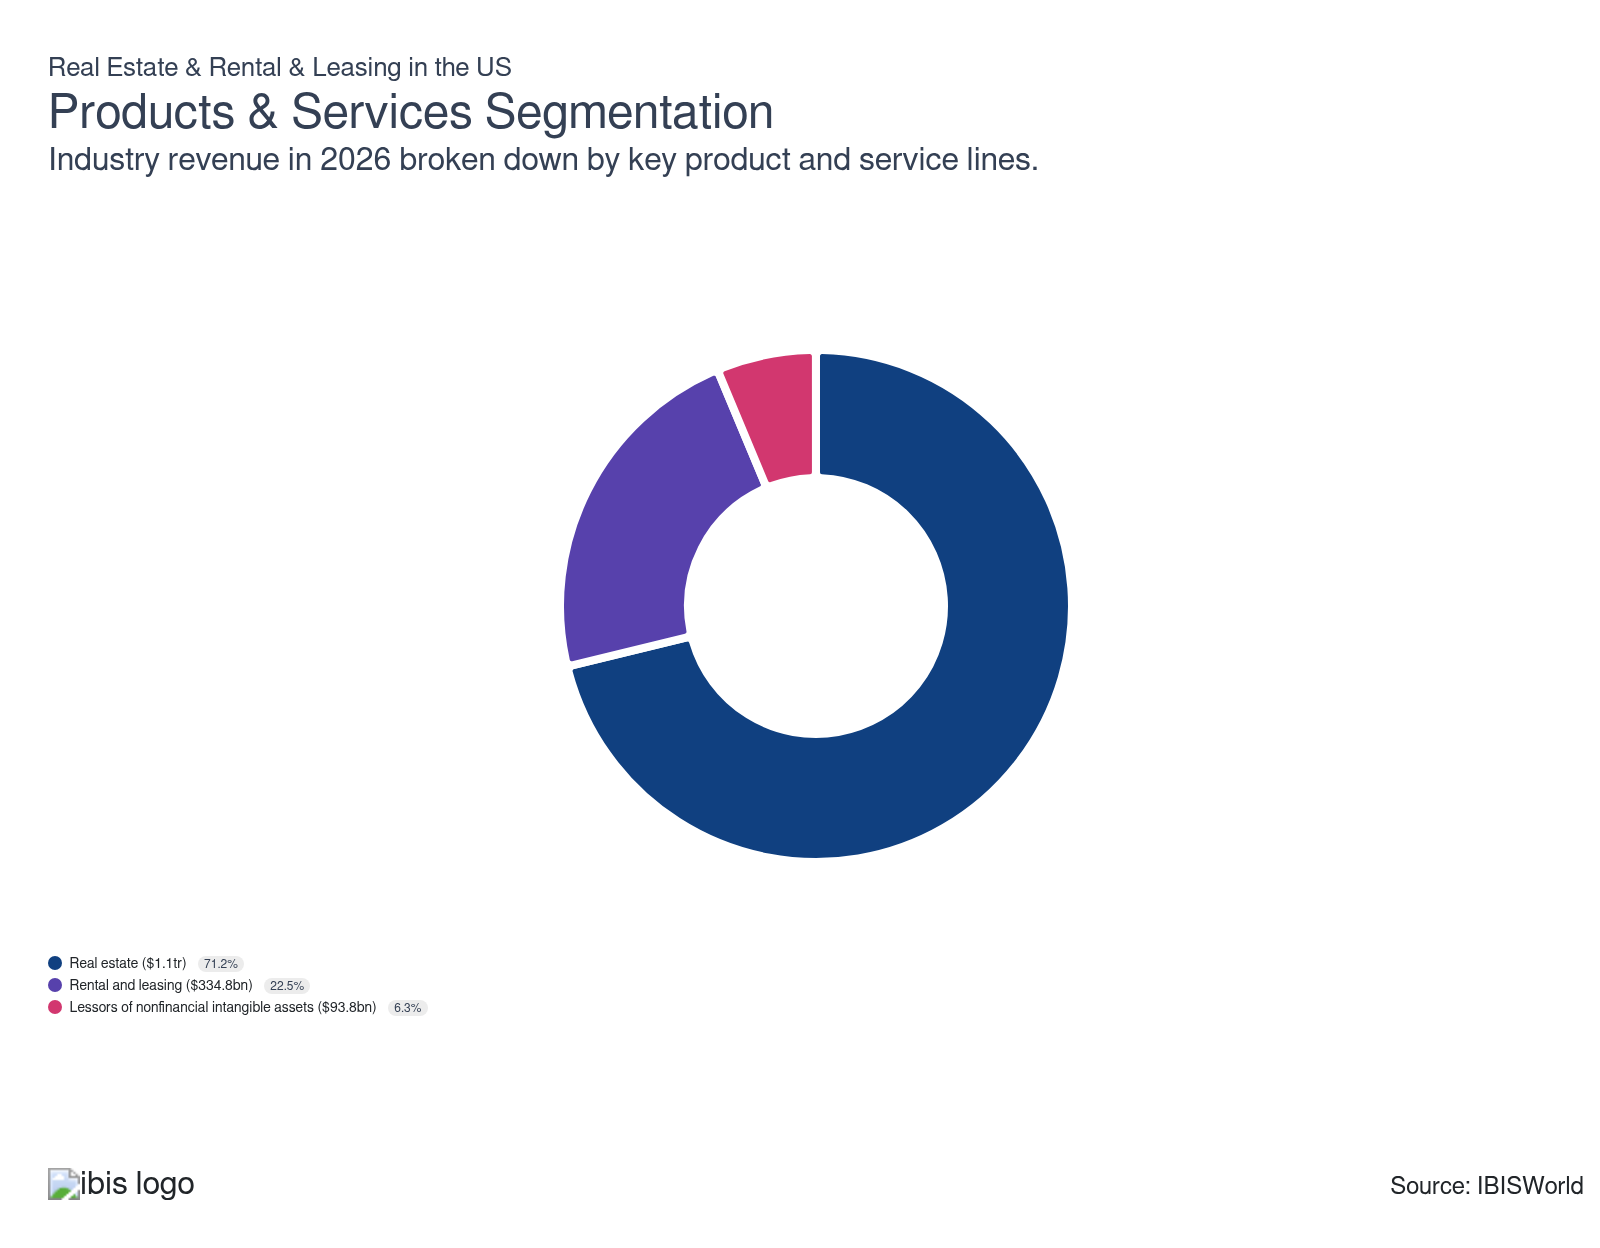 Real Estate & Rental & Leasing in the US
Products & Services Segmentation
Industry revenue in 2026 broken down by key product and service lines.
Real estate ($1.1tr) 71.2%
Rental and leasing ($334.8bn) 22.5%
Lessors of nonfinancial intangible assets ($93.8bn) 6.3%
ibis logo
Source: IBISWorld